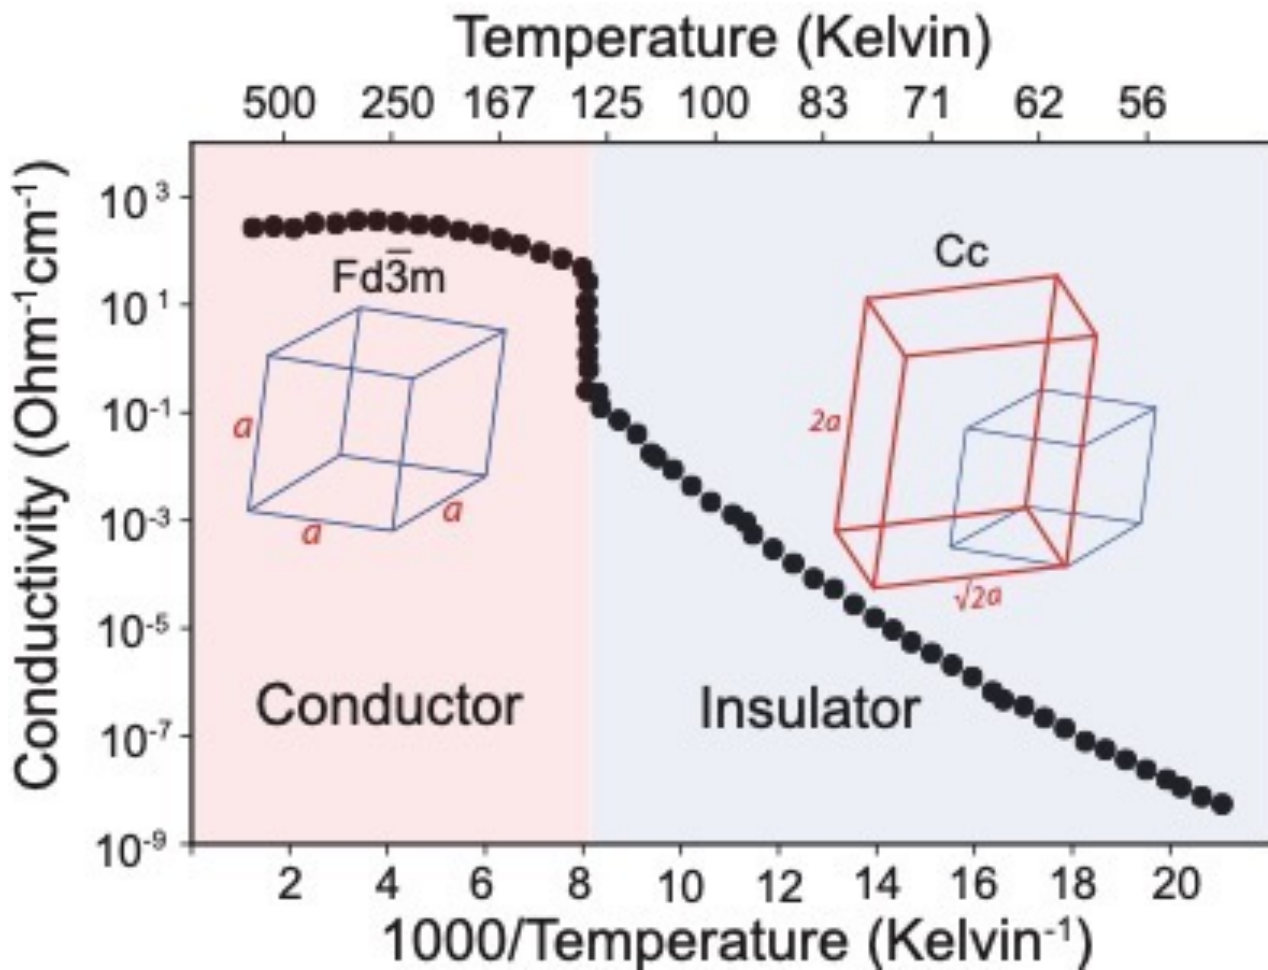 Temperature (Kelvin)
500 250 167 125 100 83 71 62 56
Conductivity (Ohm⁻¹cm⁻¹)
10³
10¹
10⁻¹
10⁻³
10⁻⁵
10⁻⁷
10⁻⁹
Fd3̅m
a
a
a
Conductor
Cc
2a
√2a
Insulator
2 4 6 8 10 12 14 16 18 20
1000/Temperature (Kelvin⁻¹)